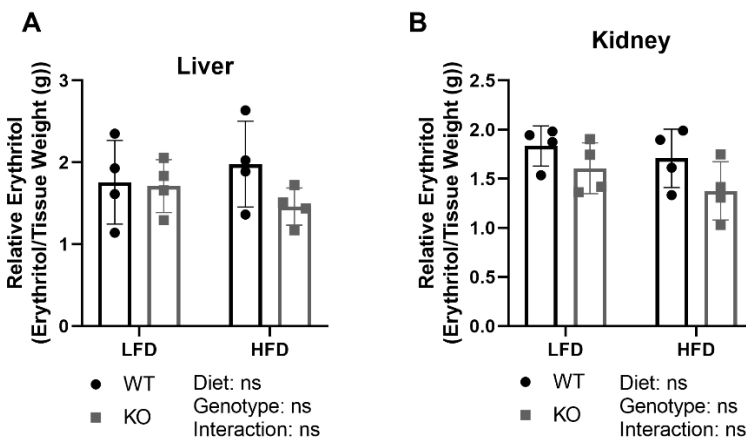 A
Liver
Relative Erythritol
(Erythritol/Tissue Weight (g))
3
2
1
0
LFD
HFD
WT
KO
Diet: ns
Genotype: ns
Interaction: ns
B
Kidney
Relative Erythritol
(Erythritol/Tissue Weight (g))
2.5
2.0
1.5
1.0
0.5
0.0
LFD
HFD
WT
KO
Diet: ns
Genotype: ns
Interaction: ns